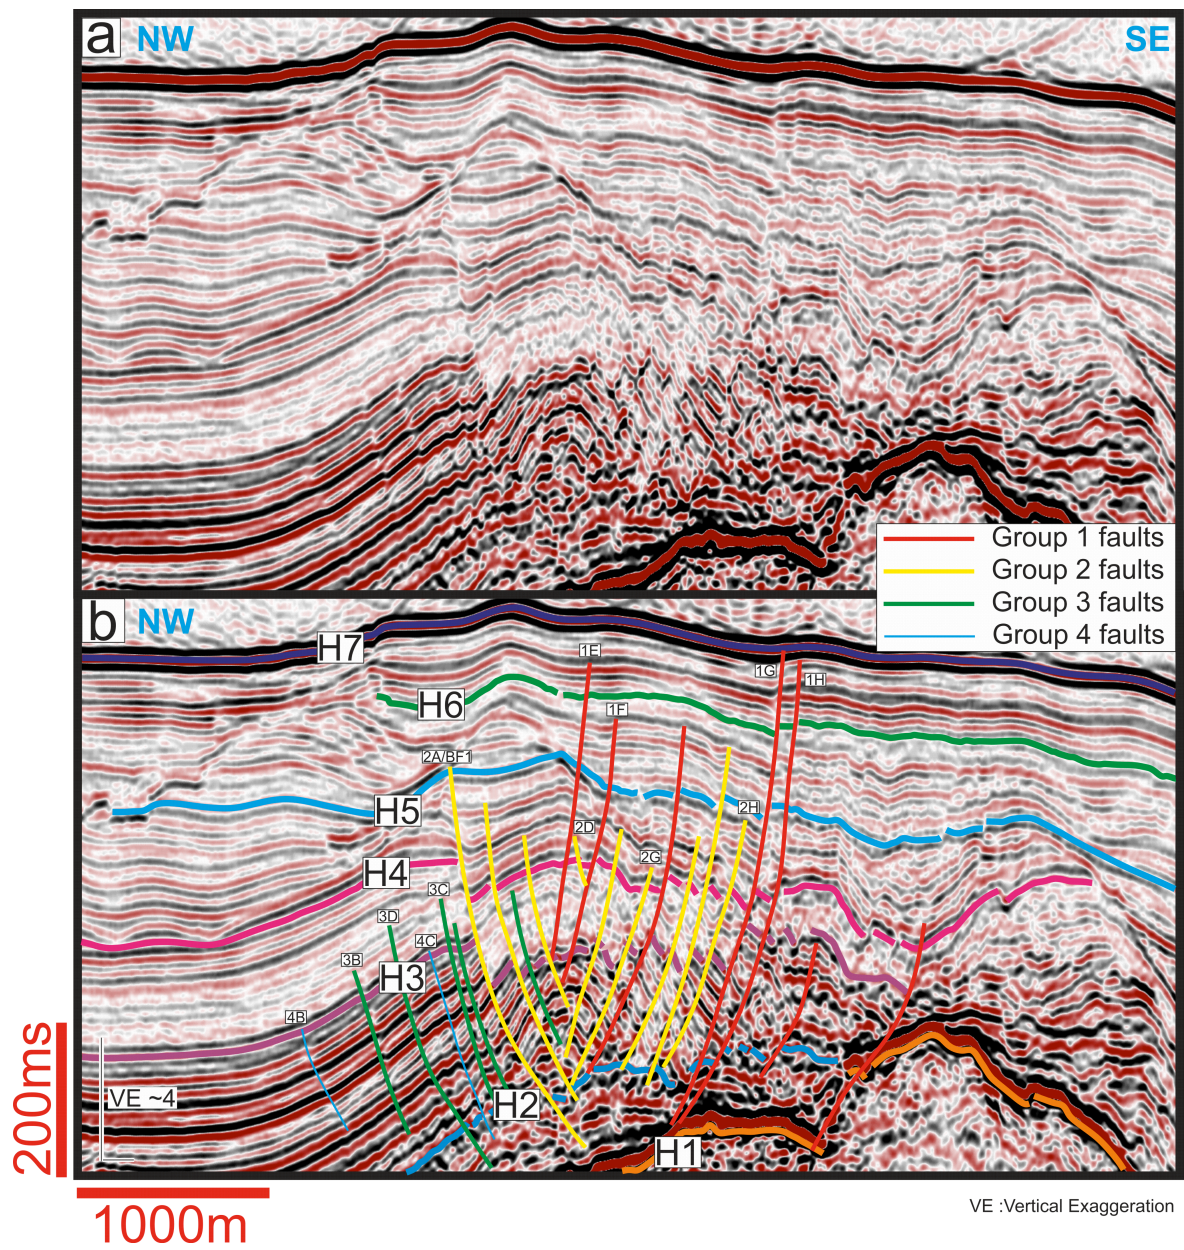 a NW
SE
Group 1 faults
Group 2 faults
Group 3 faults
Group 4 faults
b NW
H7
1E
1G
1H
H6
1F
2A/BF1
H5
2H
2D
2G
H4
3C
3D
4C
3B
H3
4B
VE ~4
H2
H1
200ms
1000m
VE :Vertical Exaggeration